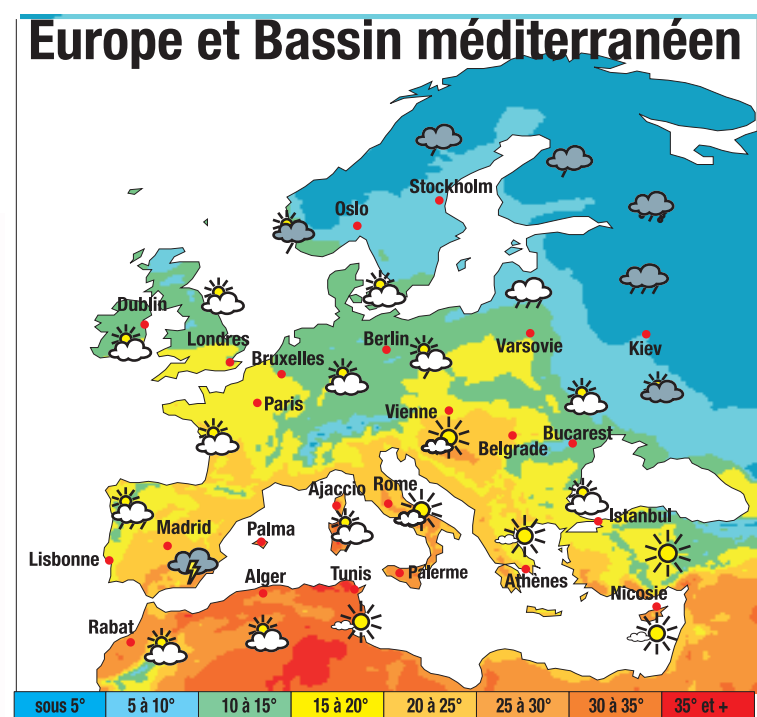 Europe et Bassin méditerranéen
Stockholm
Oslo
Dublin
Londres
Berlin
Varsovie
Kiev
Bruxelles
Paris
Vienne
Belgrade
Bucarest
Ajaccio
Rome
Madrid
Palma
Istanbul
Lisbonne
Alger
Tunis
Palerme
Athènes
Nicosie
Rabat
sous 5° 5 à 10° 10 à 15° 15 à 20° 20 à 25° 25 à 30° 30 à 35° 35° et +